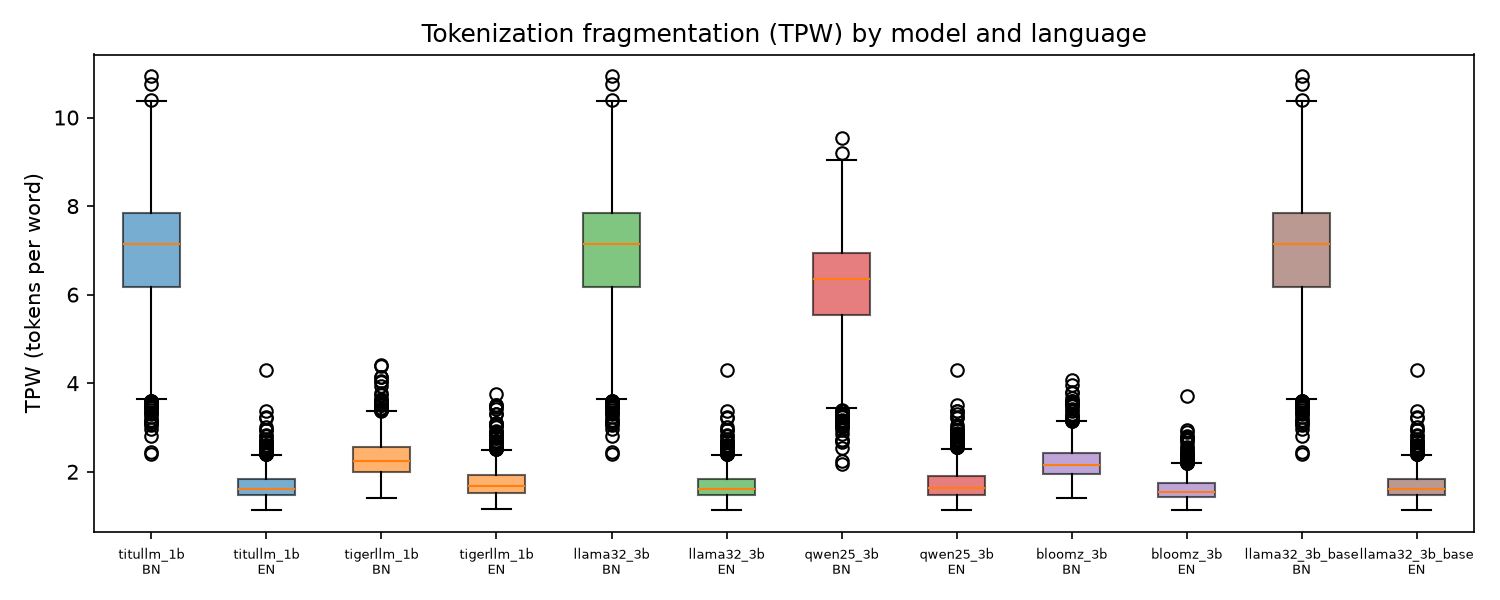 Tokenization fragmentation (TPW) by model and language
TPW (tokens per word)
10
8
6
4
2
titullm_1b
BN
titullm_1b
EN
tigerllm_1b
BN
tigerllm_1b
EN
llama32_3b
BN
llama32_3b
EN
qwen25_3b
BN
qwen25_3b
EN
bloomz_3b
BN
bloomz_3b
EN
llama32_3b_base
BN
llama32_3b_base
EN